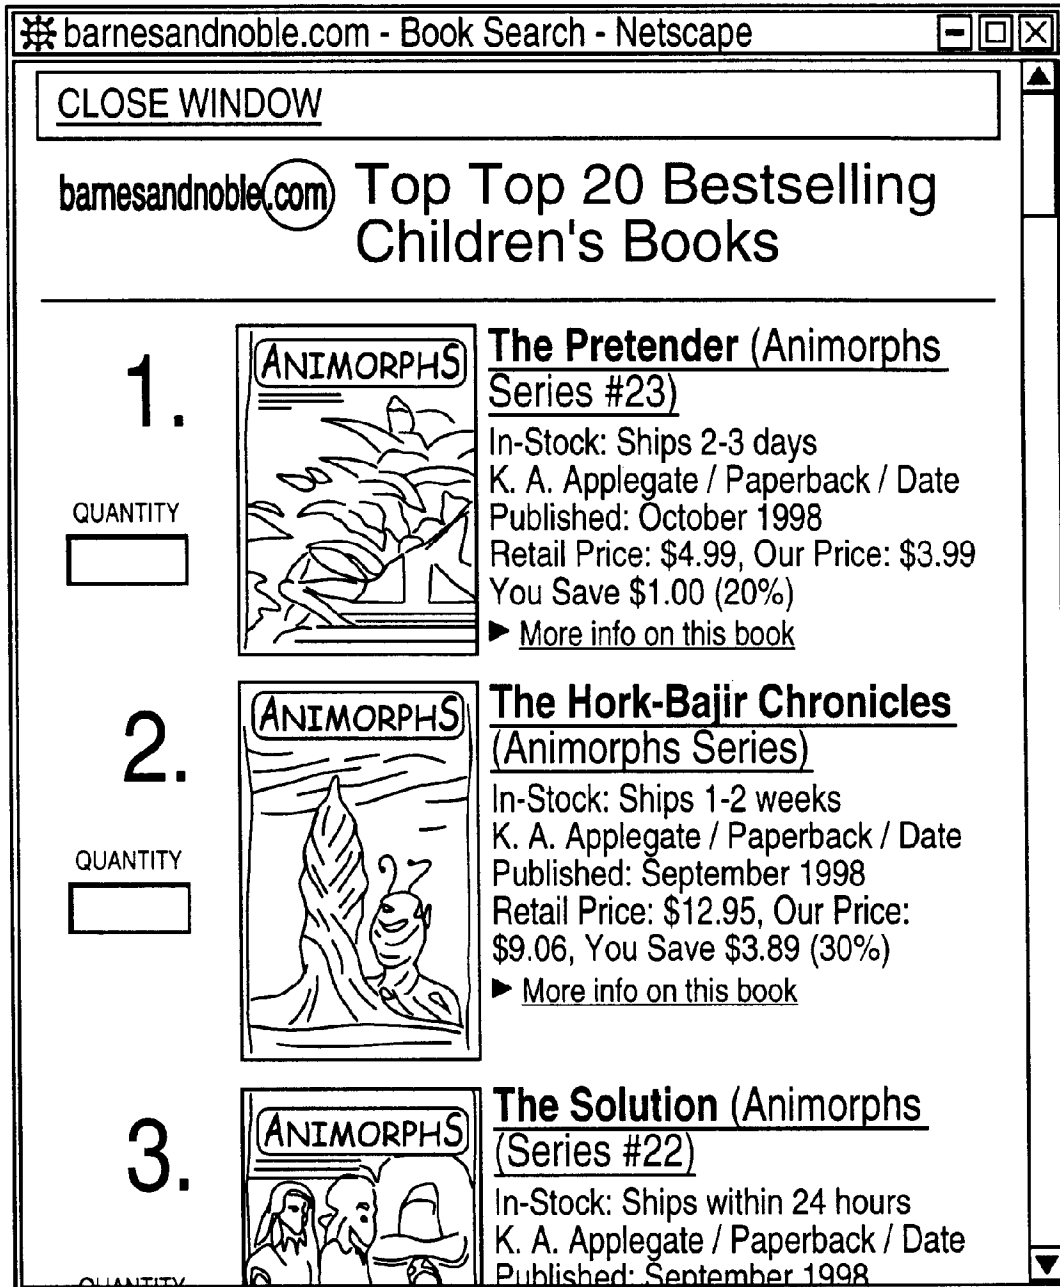 barnesandnoble.com - Book Search - Netscape
CLOSE WINDOW
barnesandnoble.com
Top Top 20 Bestselling
Children's Books
1.
QUANTITY
ANIMORPHS
The Pretender (Animorphs
Series #23)
In-Stock: Ships 2-3 days
K. A. Applegate / Paperback / Date
Published: October 1998
Retail Price: $4.99, Our Price: $3.99
You Save $1.00 (20%)
More info on this book
2.
QUANTITY
ANIMORPHS
The Hork-Bajir Chronicles
(Animorphs Series)
In-Stock: Ships 1-2 weeks
K. A. Applegate / Paperback / Date
Published: September 1998
Retail Price: $12.95, Our Price:
$9.06, You Save $3.89 (30%)
More info on this book
3.
QUANTITY
ANIMORPHS
The Solution (Animorphs
(Series #22)
In-Stock: Ships within 24 hours
K. A. Applegate / Paperback / Date
Published: September 1998